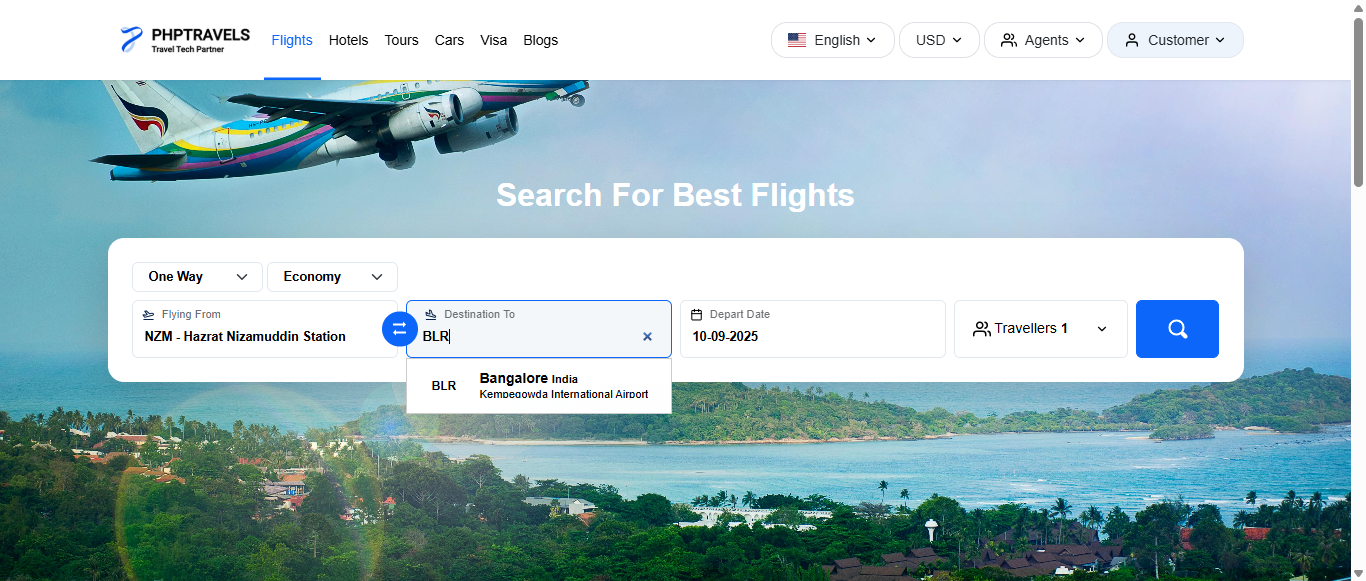 PHPTRAVELS
Travel Tech Partner
Flights Hotels Tours Cars Visa Blogs
English USD Agents Customer
Search For Best Flights
One Way Economy
Flying From
NZM - Hazrat Nizamuddin Station
Destination To
BLR
Depart Date
10-09-2025
Travellers 1
BLR
Bangalore India
Kempegowda International Airport